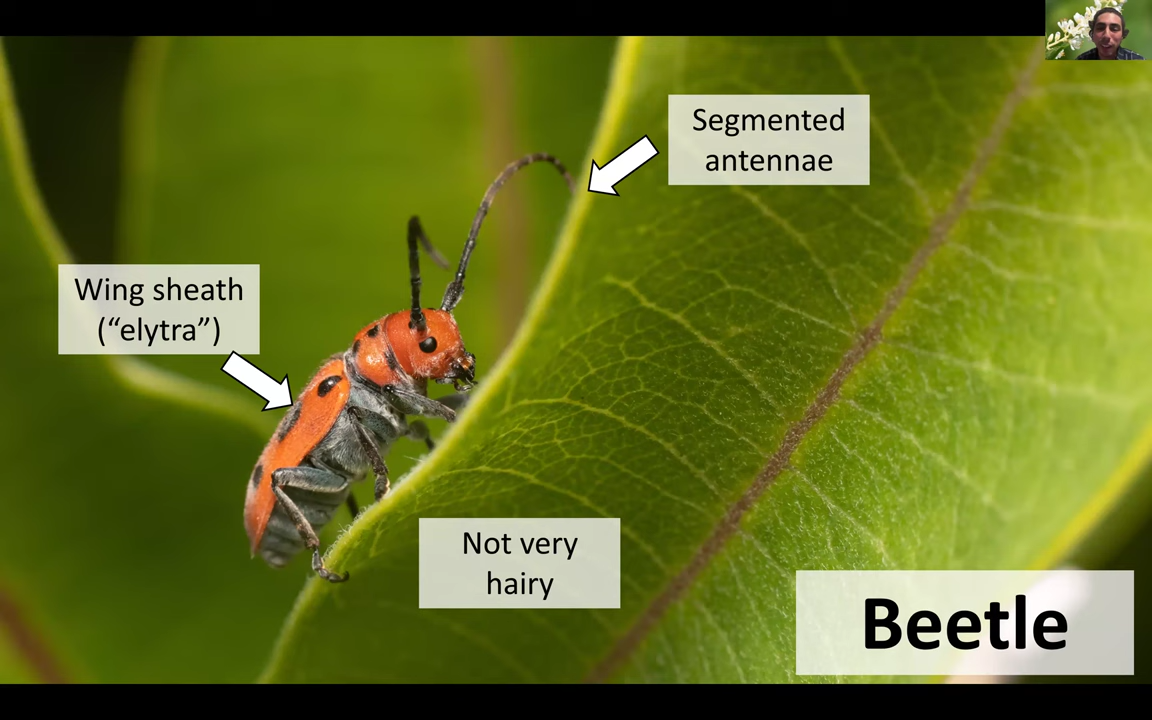 Segmented
antennae
Wing sheath
(“elytra”)
Not very
hairy
Beetle